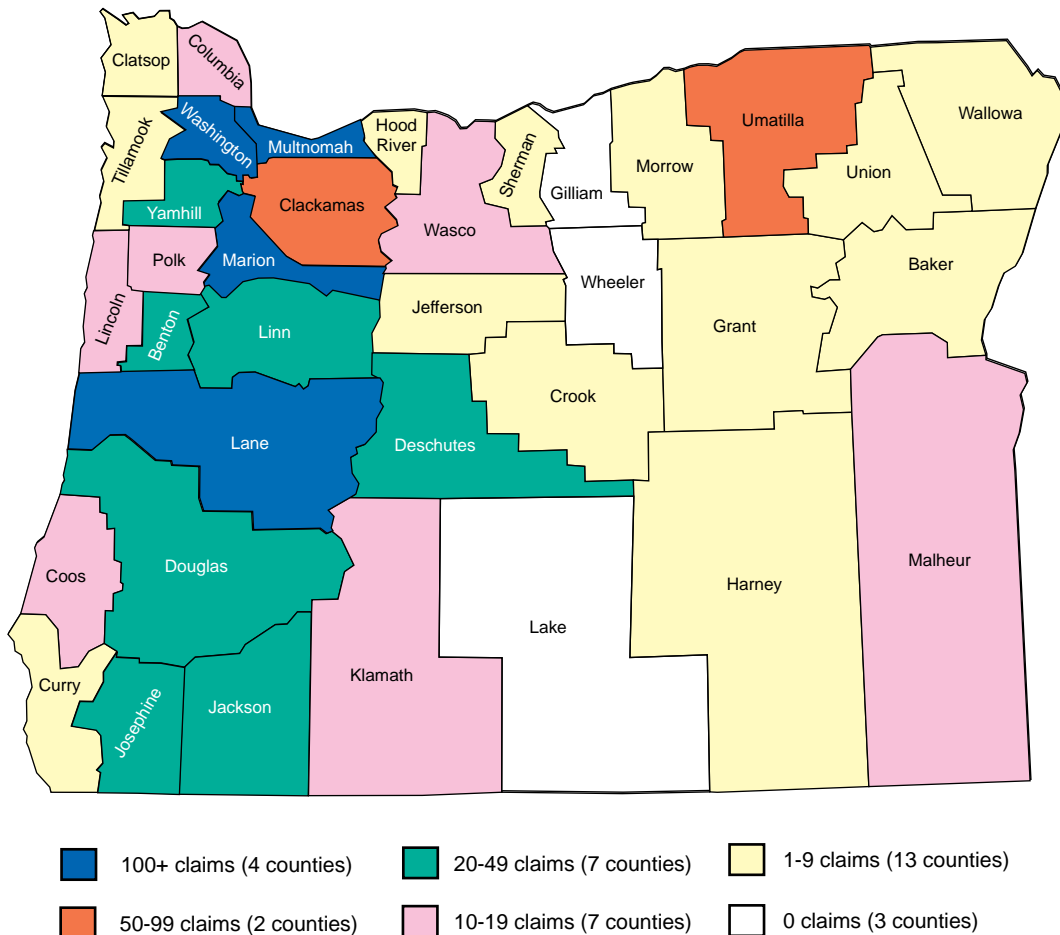 Clatsop
Columbia
Tillamook
Washington
Multnomah
Hood
River
Sherman
Gilliam
Morrow
Umatilla
Union
Wallowa
Yamhill
Clackamas
Wasco
Polk
Marion
Wheeler
Baker
Lincoln
Benton
Linn
Jefferson
Grant
Crook
Lane
Deschutes
Coos
Douglas
Harney
Malheur
Lake
Klamath
Curry
Josephine
Jackson
100+ claims (4 counties)
20-49 claims (7 counties)
1-9 claims (13 counties)
50-99 claims (2 counties)
10-19 claims (7 counties)
0 claims (3 counties)